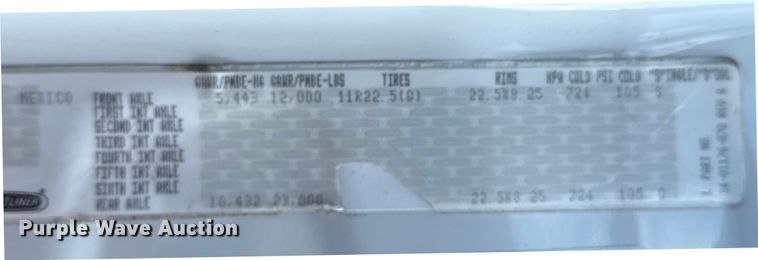 GAWR/PNBE-KG GAWR/PNBE-LBS TIRES RIMS KPA COLD PSI COLD *S*INGLE/*D*UAL
MEXICO FRONT AXLE 5,443 12,000 11R22.5(G) 22.5X8.25 724 105 S
FIRST INT AXLE
SECOND INT AXLE
THIRD INT AXLE
FOURTH INT AXLE
FIFTH INT AXLE
SIXTH INT AXLE
REAR AXLE 10,432 23,000 22.5X8.25 724 105 D
PART NO.
REV A
Purple Wave Auction